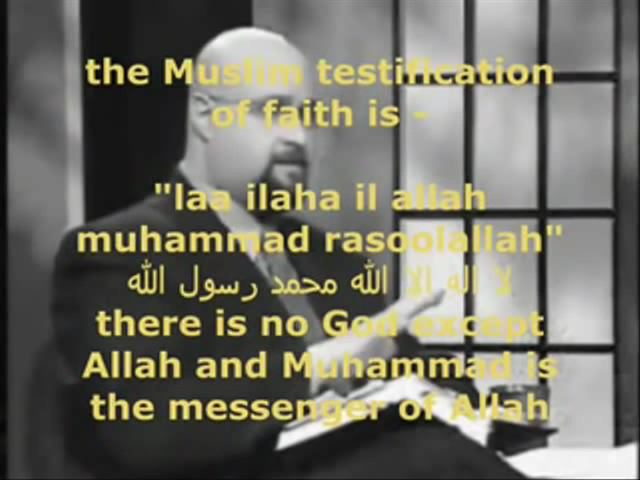 the Muslim testification
of faith is -
"laa ilaha il allah
muhammad rasoolallah"
لا اله الا الله محمد رسول الله
there is no God except
Allah and Muhammad is
the messenger of Allah